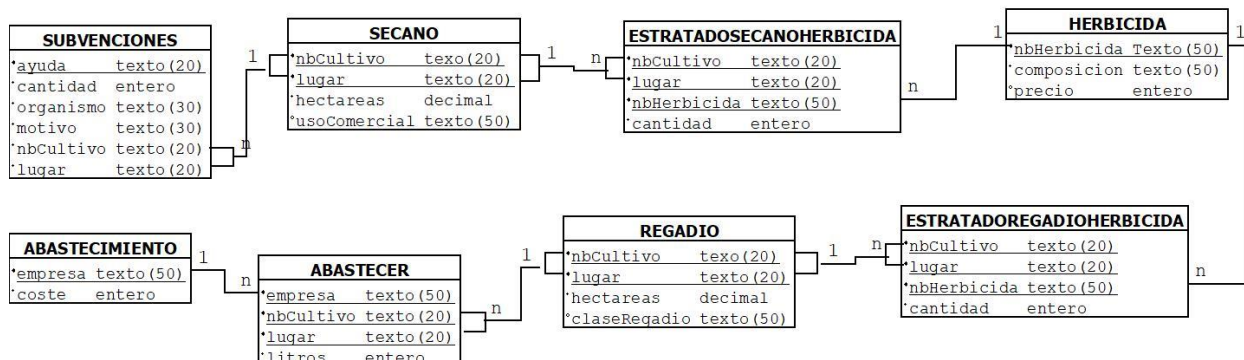 SUBVENCIONES
ayuda texto(20)
cantidad entero
organismo texto(30)
motivo texto(30)
nbCultivo texto(20)
lugar texto(20)
1
n
SECANO
nbCultivo texo(20)
lugar texto(20)
hectareas decimal
usoComercial texto(50)
1
n
ESTRATADOSECANOHERBICIDA
nbCultivo texto(20)
lugar texto(20)
nbHerbicida texto(50)
cantidad entero
n
1
HERBICIDA
nbHerbicida Texto(50)
composicion texto(50)
precio entero
1
ABASTECIMIENTO
empresa texto(50)
coste entero
1
n
ABASTECER
empresa texto(50)
nbCultivo texto(20)
lugar texto(20)
litros entero
n
1
REGADIO
nbCultivo texo(20)
lugar texto(20)
hectareas decimal
claseRegadio texto(50)
1
n
ESTRATADOREGADIOHERBICIDA
nbCultivo texto(20)
lugar texto(20)
nbHerbicida texto(50)
cantidad entero
n